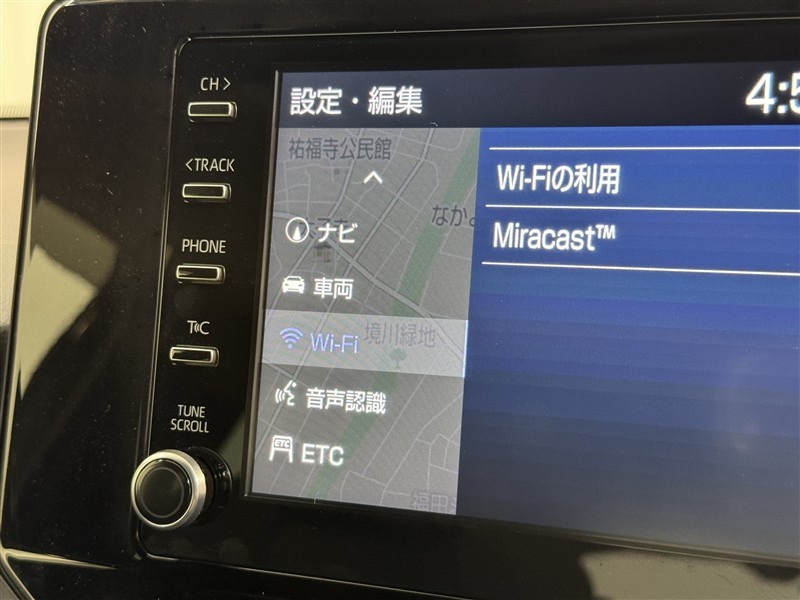 CH >
< TRACK
PHONE
T C
TUNE
SCROLL
設定・編集
4:5
祐福寺公民館
なか
ナビ
車両
Wi-Fi
境川緑地
音声認識
ETC
ETC
福田
Wi-Fiの利用
Miracast™